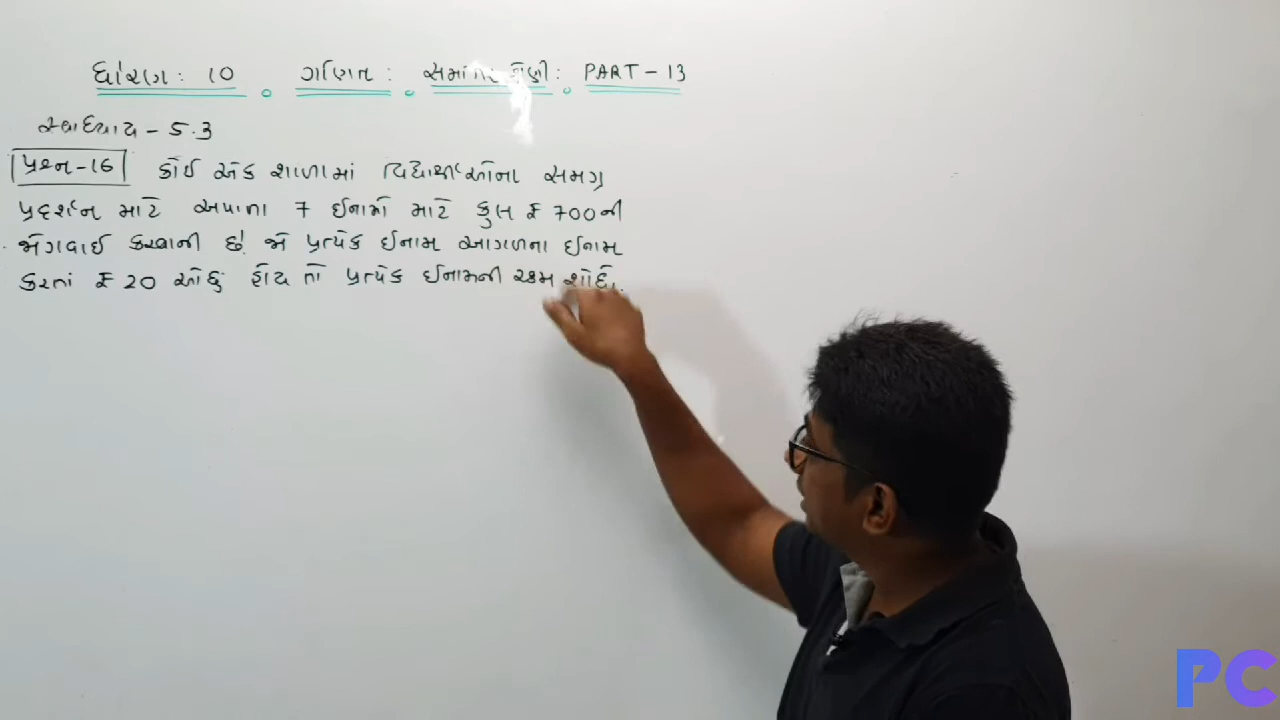 ધોરણ : 10 ગણિત : સમાંતર શ્રેણી : PART - 13
સ્વાધ્યાય - 5.3
પ્રશ્ન - 16 કોઈ એક શાળામાં વિદ્યાર્થીઓના સમગ્ર
પ્રદર્શન માટે અપાતા 7 ઈનામો માટે કુલ ₹ 700ની
જોગવાઈ કરવાની છે. જો પ્રત્યેક ઈનામ આગળના ઈનામ
કરતાં ₹ 20 ઓછું હોય તો પ્રત્યેક ઈનામની રકમ શોધો.
PC